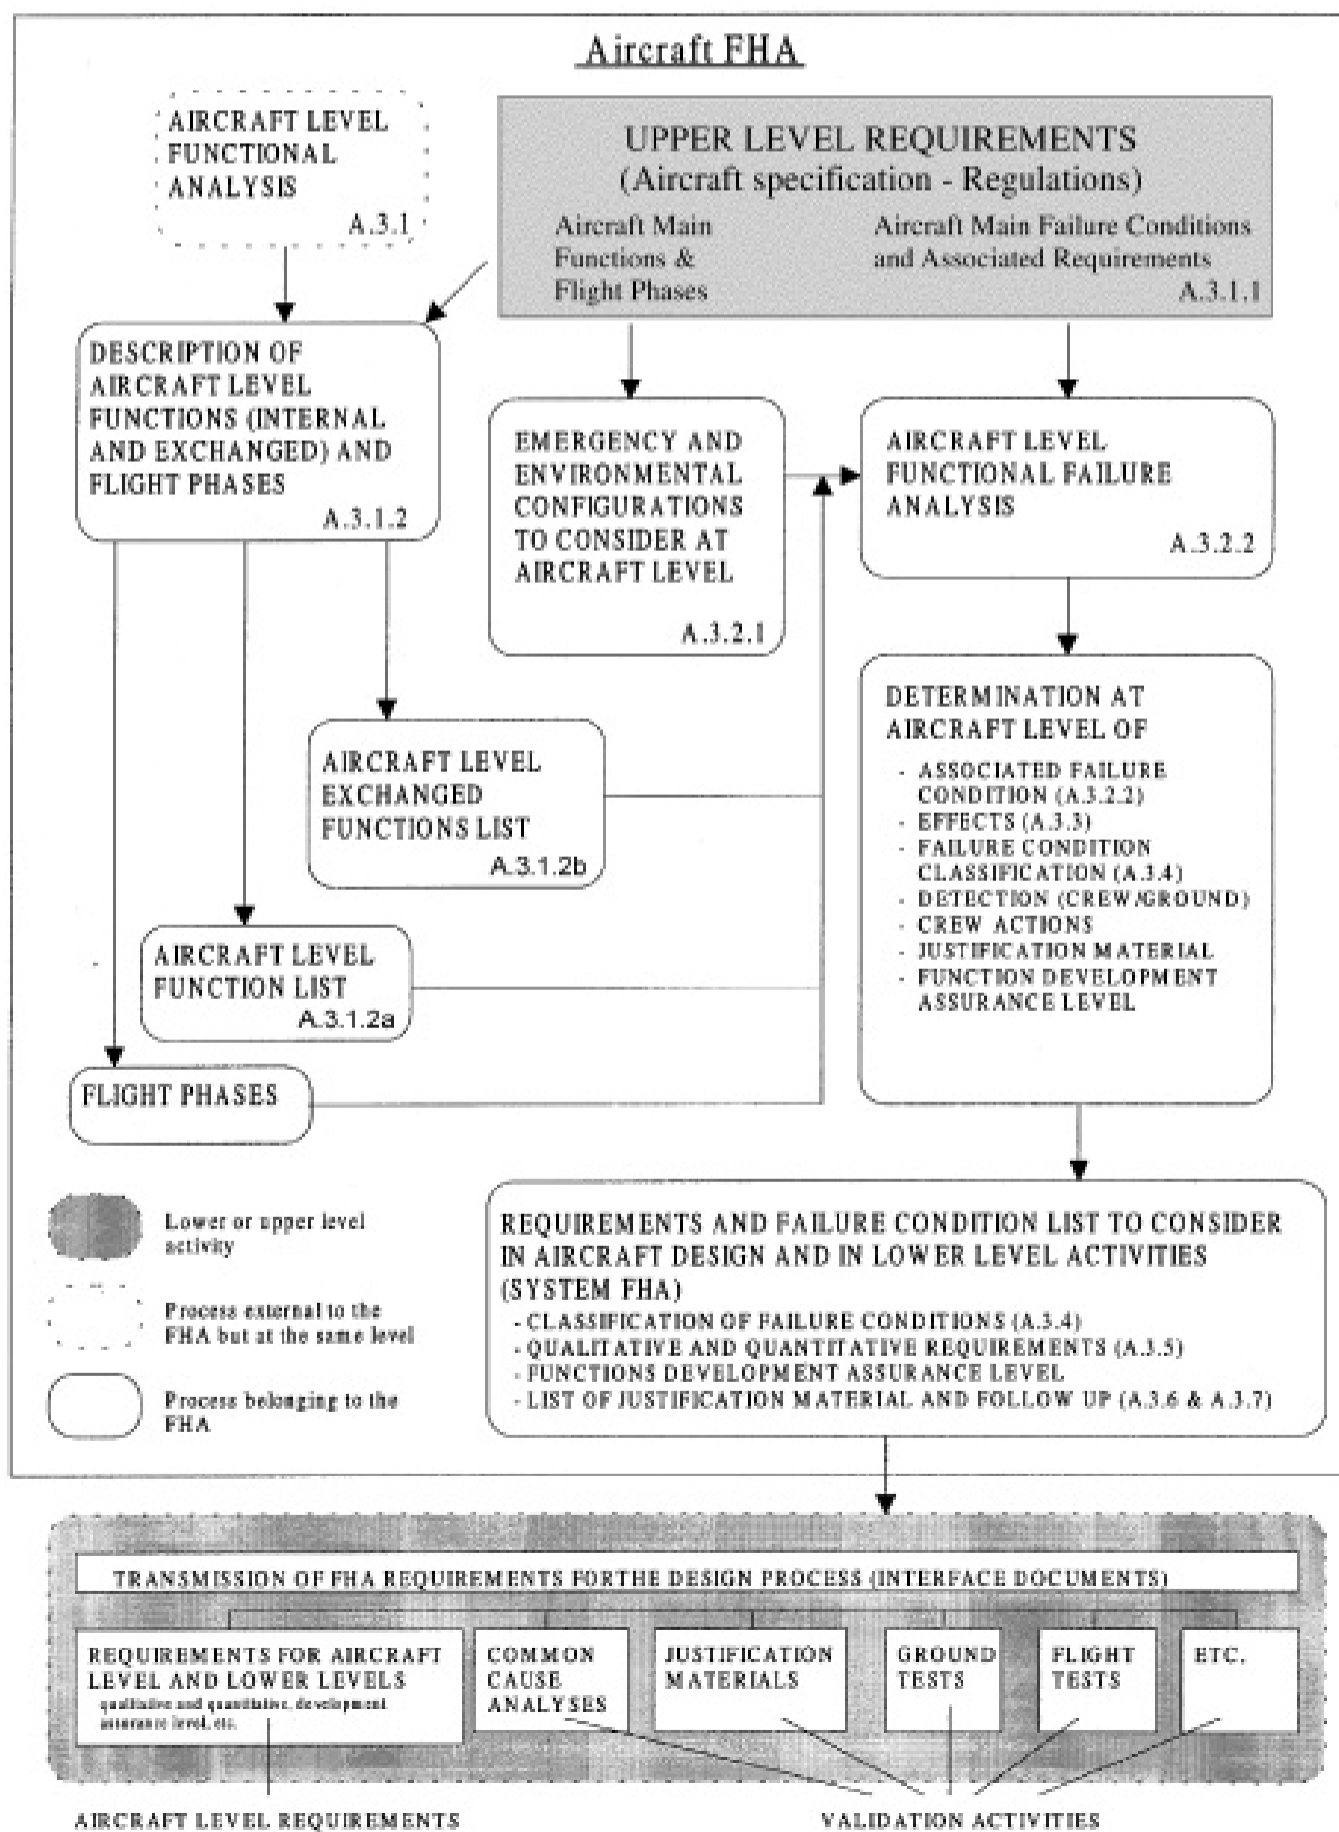 Aircraft FHA
AIRCRAFT LEVEL
FUNCTIONAL
ANALYSIS
A.3.1
UPPER LEVEL REQUIREMENTS
(Aircraft specification - Regulations)
Aircraft Main
Functions &
Flight Phases
Aircraft Main Failure Conditions
and Associated Requirements
A.3.1.1
DESCRIPTION OF
AIRCRAFT LEVEL
FUNCTIONS (INTERNAL
AND EXCHANGED) AND
FLIGHT PHASES
A.3.1.2
EMERGENCY AND
ENVIRONMENTAL
CONFIGURATIONS
TO CONSIDER AT
AIRCRAFT LEVEL
A.3.2.1
AIRCRAFT LEVEL
FUNCTIONAL FAILURE
ANALYSIS
A.3.2.2
DETERMINATION AT
AIRCRAFT LEVEL OF
- ASSOCIATED FAILURE
CONDITION (A.3.2.2)
- EFFECTS (A.3.3)
- FAILURE CONDITION
CLASSIFICATION (A.3.4)
- DETECTION (CREW/GROUND)
- CREW ACTIONS
- JUSTIFICATION MATERIAL
- FUNCTION DEVELOPMENT
ASSURANCE LEVEL
AIRCRAFT LEVEL
EXCHANGED
FUNCTIONS LIST
A.3.1.2b
AIRCRAFT LEVEL
FUNCTION LIST
A.3.1.2a
FLIGHT PHASES
Lower or upper level
activity
Process external to the
FHA but at the same level
Process belonging to the
FHA
REQUIREMENTS AND FAILURE CONDITION LIST TO CONSIDER
IN AIRCRAFT DESIGN AND IN LOWER LEVEL ACTIVITIES
(SYSTEM FHA)
- CLASSIFICATION OF FAILURE CONDITIONS (A.3.4)
- QUALITATIVE AND QUANTITATIVE REQUIREMENTS (A.3.5)
- FUNCTIONS DEVELOPMENT ASSURANCE LEVEL
- LIST OF JUSTIFICATION MATERIAL AND FOLLOW UP (A.3.6 & A.3.7)
TRANSMISSION OF FHA REQUIREMENTS FORTHE DESIGN PROCESS (INTERFACE DOCUMENTS)
REQUIREMENTS FOR AIRCRAFT
LEVEL AND LOWER LEVELS
qualitative and quantitative, development
assurance level, etc.
COMMON
CAUSE
ANALYSES
JUSTIFICATION
MATERIALS
GROUND
TESTS
FLIGHT
TESTS
ETC.
AIRCRAFT LEVEL REQUIREMENTS
VALIDATION ACTIVITIES